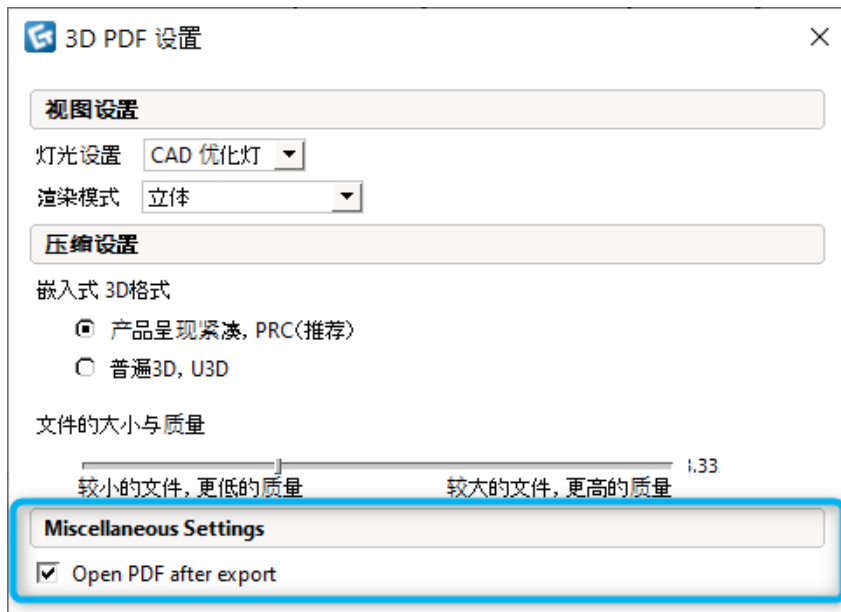 3D PDF 设置
视图设置
灯光设置 CAD 优化灯
渲染模式 立体
压缩设置
嵌入式 3D格式
产品呈现紧凑, PRC(推荐)
普遍3D, U3D
文件的大小与质量
.33
较小的文件, 更低的质量 较大的文件, 更高的质量
Miscellaneous Settings
Open PDF after export